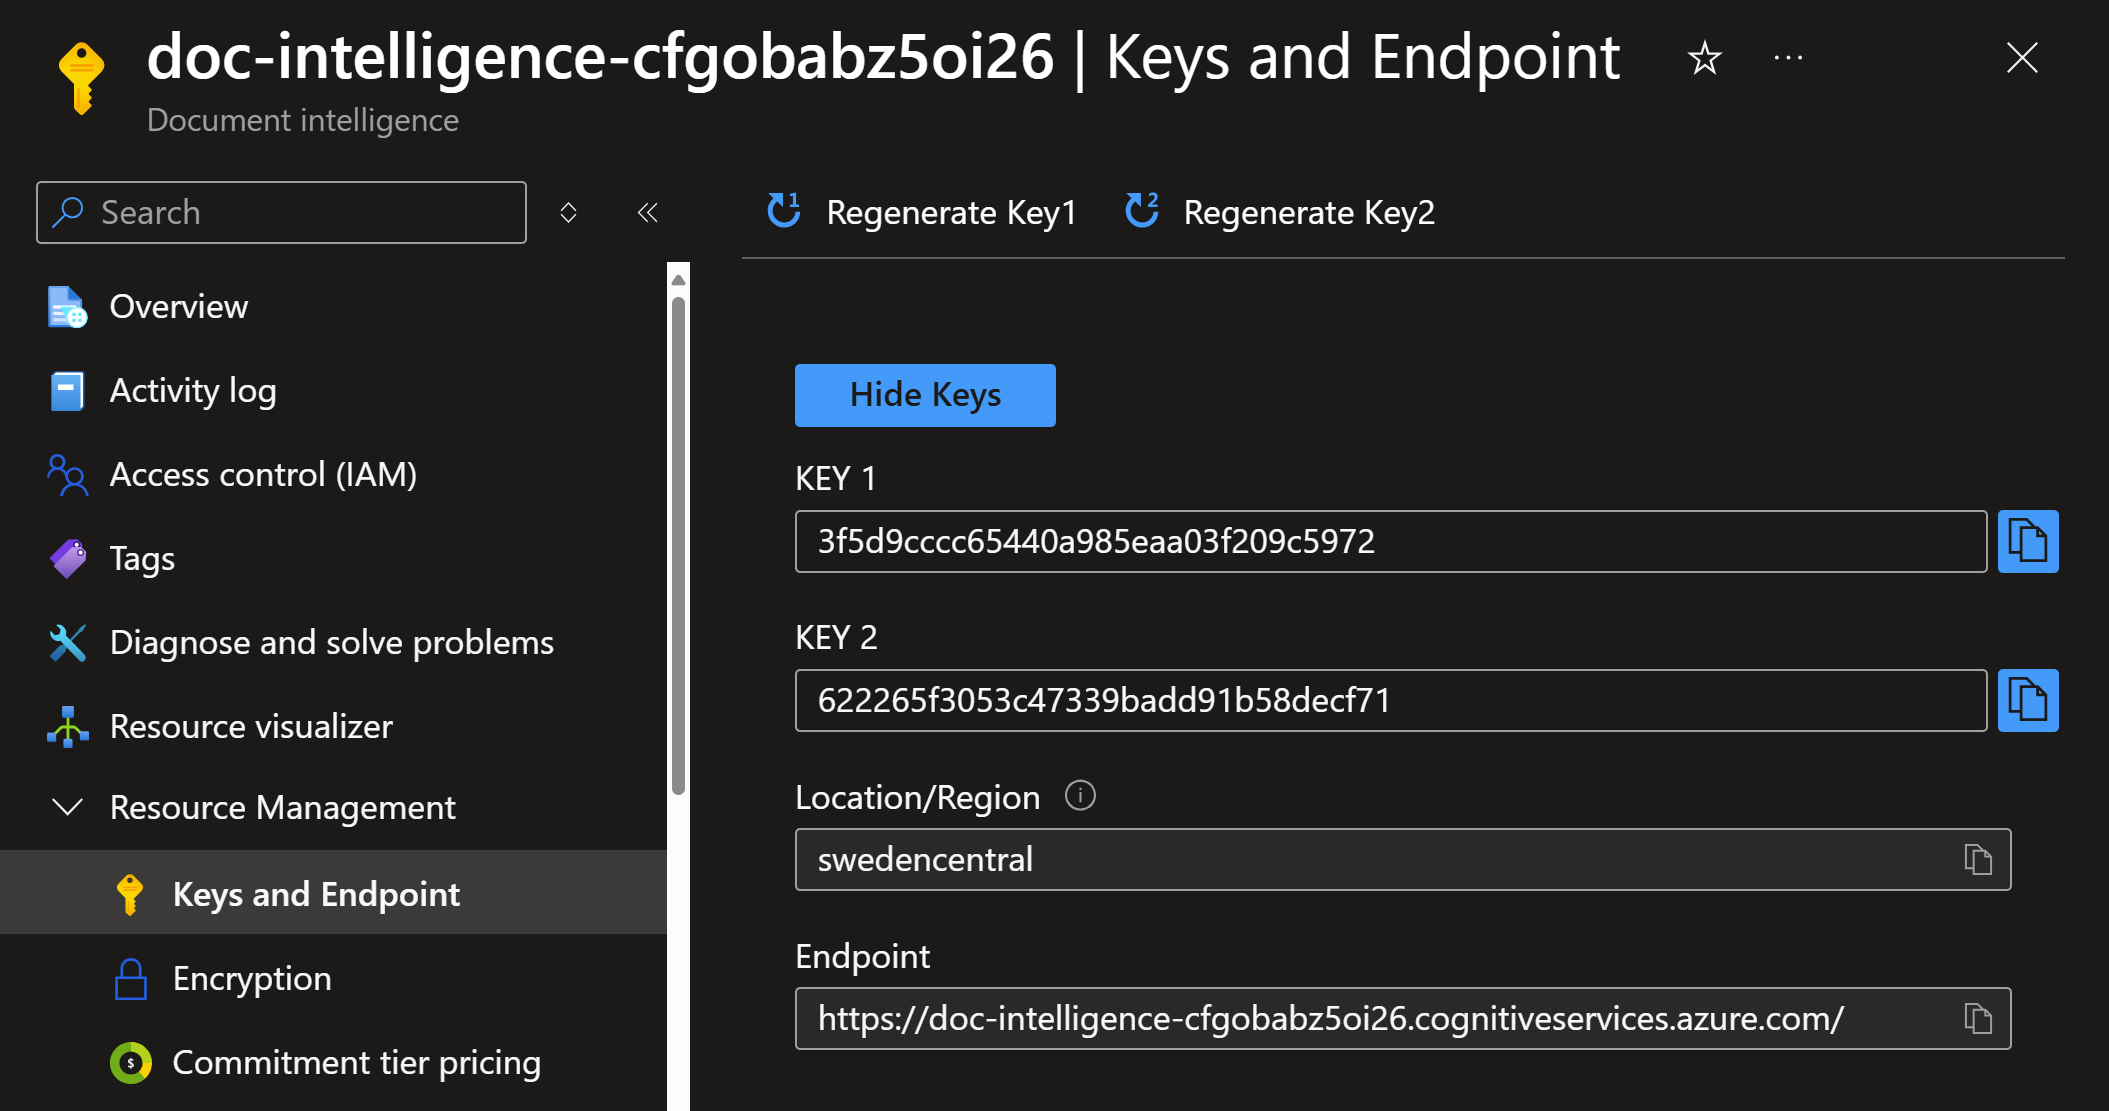 doc-intelligence-cfgobabz5oi26 | Keys and Endpoint
Document intelligence
Search
Overview
Activity log
Access control (IAM)
Tags
Diagnose and solve problems
Resource visualizer
Resource Management
Keys and Endpoint
Encryption
Commitment tier pricing
1 Regenerate Key1
2 Regenerate Key2
Hide Keys
KEY 1
3f5d9cccc65440a985eaa03f209c5972
KEY 2
622265f3053c47339badd91b58decf71
Location/Region
swedencentral
Endpoint
https://doc-intelligence-cfgobabz5oi26.cognitiveservices.azure.com/